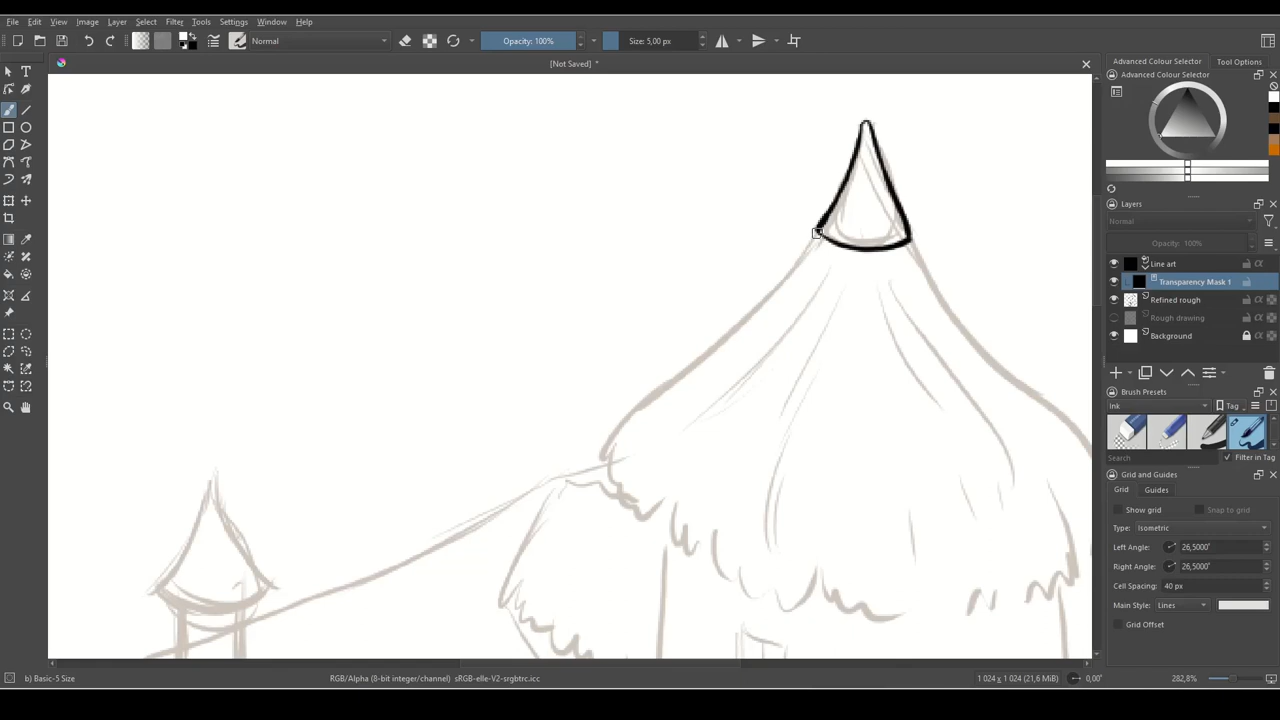 File Edit View Image Layer Select Filter Tools Settings Window Help
Normal Opacity: 100% Size: 5,00 px
[Not Saved] *
Advanced Colour Selector Tool Options
Advanced Colour Selector
Layers
Normal
Opacity: 100%
Line art
Transparency Mask 1
Refined rough
Rough drawing
Background
Brush Presets
Ink Tag
Search Filter in Tag
Grid and Guides
Grid Guides
Show grid Snap to grid
Type: Isometric
Left Angle: 26,5000°
Right Angle: 26,5000°
Cell Spacing: 40 px
Main Style: Lines
Grid Offset
b) Basic-5 Size RGB/Alpha (8-bit integer/channel) sRGB-elle-V2-srgbtrc.icc 1 024 x 1 024 (21,6 MiB) 0,00° 282,8%